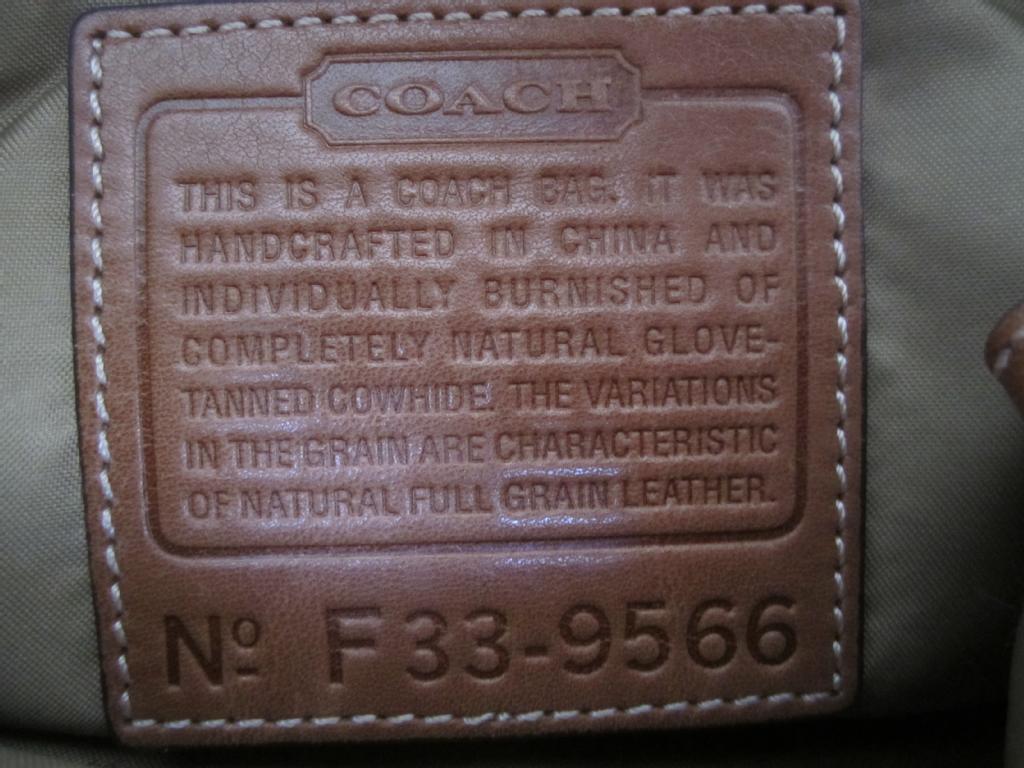 COACH
THIS IS A COACH BAG. IT WAS
HANDCRAFTED IN CHINA AND
INDIVIDUALLY BURNISHED OF
COMPLETELY NATURAL GLOVE-
TANNED COWHIDE. THE VARIATIONS
IN THE GRAIN ARE CHARACTERISTIC
OF NATURAL FULL GRAIN LEATHER.
Nº F33-9566